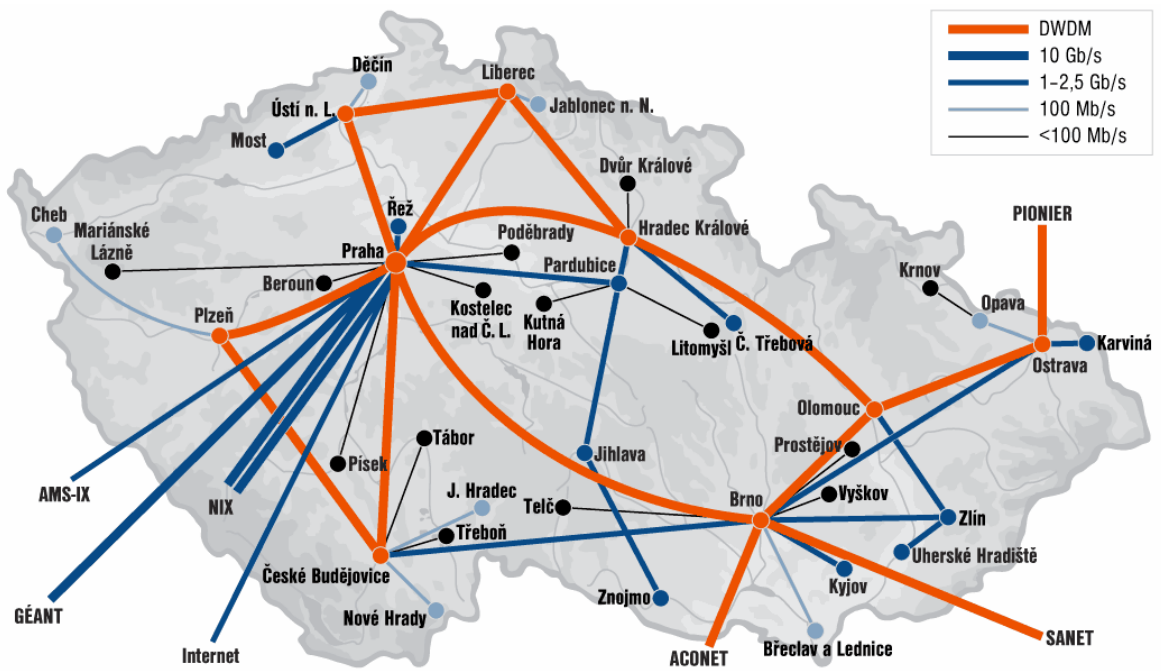 DWDM
10 Gb/s
1–2,5 Gb/s
100 Mb/s
<100 Mb/s
Děčín
Liberec
Ústí n. L.
Jablonec n. N.
Most
Dvůr Králové
Cheb
Mariánské
Lázně
Řež
Praha
Poděbrady
Hradec Králové
PIONIER
Pardubice
Krnov
Beroun
Opava
Plzeň
Kostelec
nad Č. L.
Kutná
Hora
Litomyšl
Č. Třebová
Karviná
Ostrava
Olomouc
Tábor
Prostějov
Písek
Jihlava
AMS-IX
NIX
J. Hradec
Telč
Brno
Vyškov
Zlín
Třeboň
Uherské Hradiště
České Budějovice
Kyjov
Znojmo
GÉANT
Nové Hrady
Internet
ACONET
Břeclav a Lednice
SANET